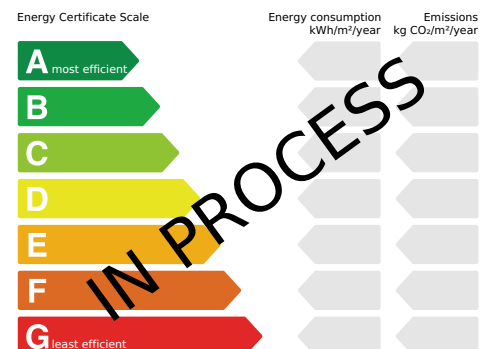 Energy Certificate Scale
Energy consumption
kWh/m²/year
Emissions
kg CO₂/m²/year
A most efficient
B
C
D
E
F
G least efficient
IN PROCESS